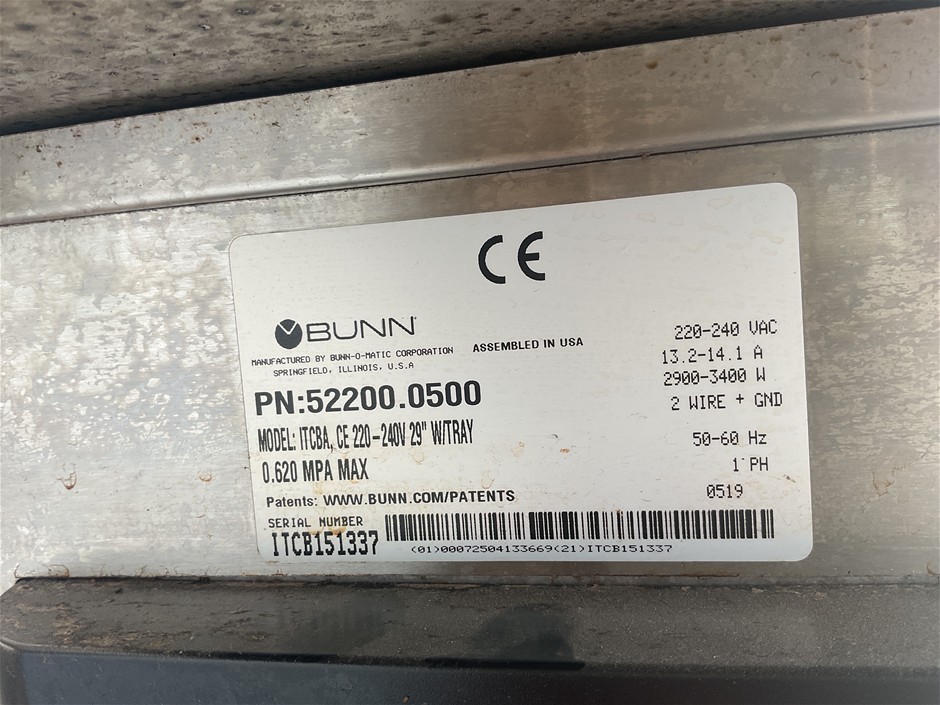 CE
BUNN
MANUFACTURED BY BUNN-O-MATIC CORPORATION
SPRINGFIELD, ILLINOIS, U.S.A
ASSEMBLED IN USA
PN:52200.0500
MODEL: ITCBA, CE 220-240V 29" W/TRAY
0.620 MPA MAX
Patents: WWW.BUNN.COM/PATENTS
220-240 VAC
13.2-14.1 A
2900-3400 W
2 WIRE + GND
50-60 Hz
1 PH
0519
SERIAL NUMBER
ITCB151337
(01)00072504133669(21)ITCB151337